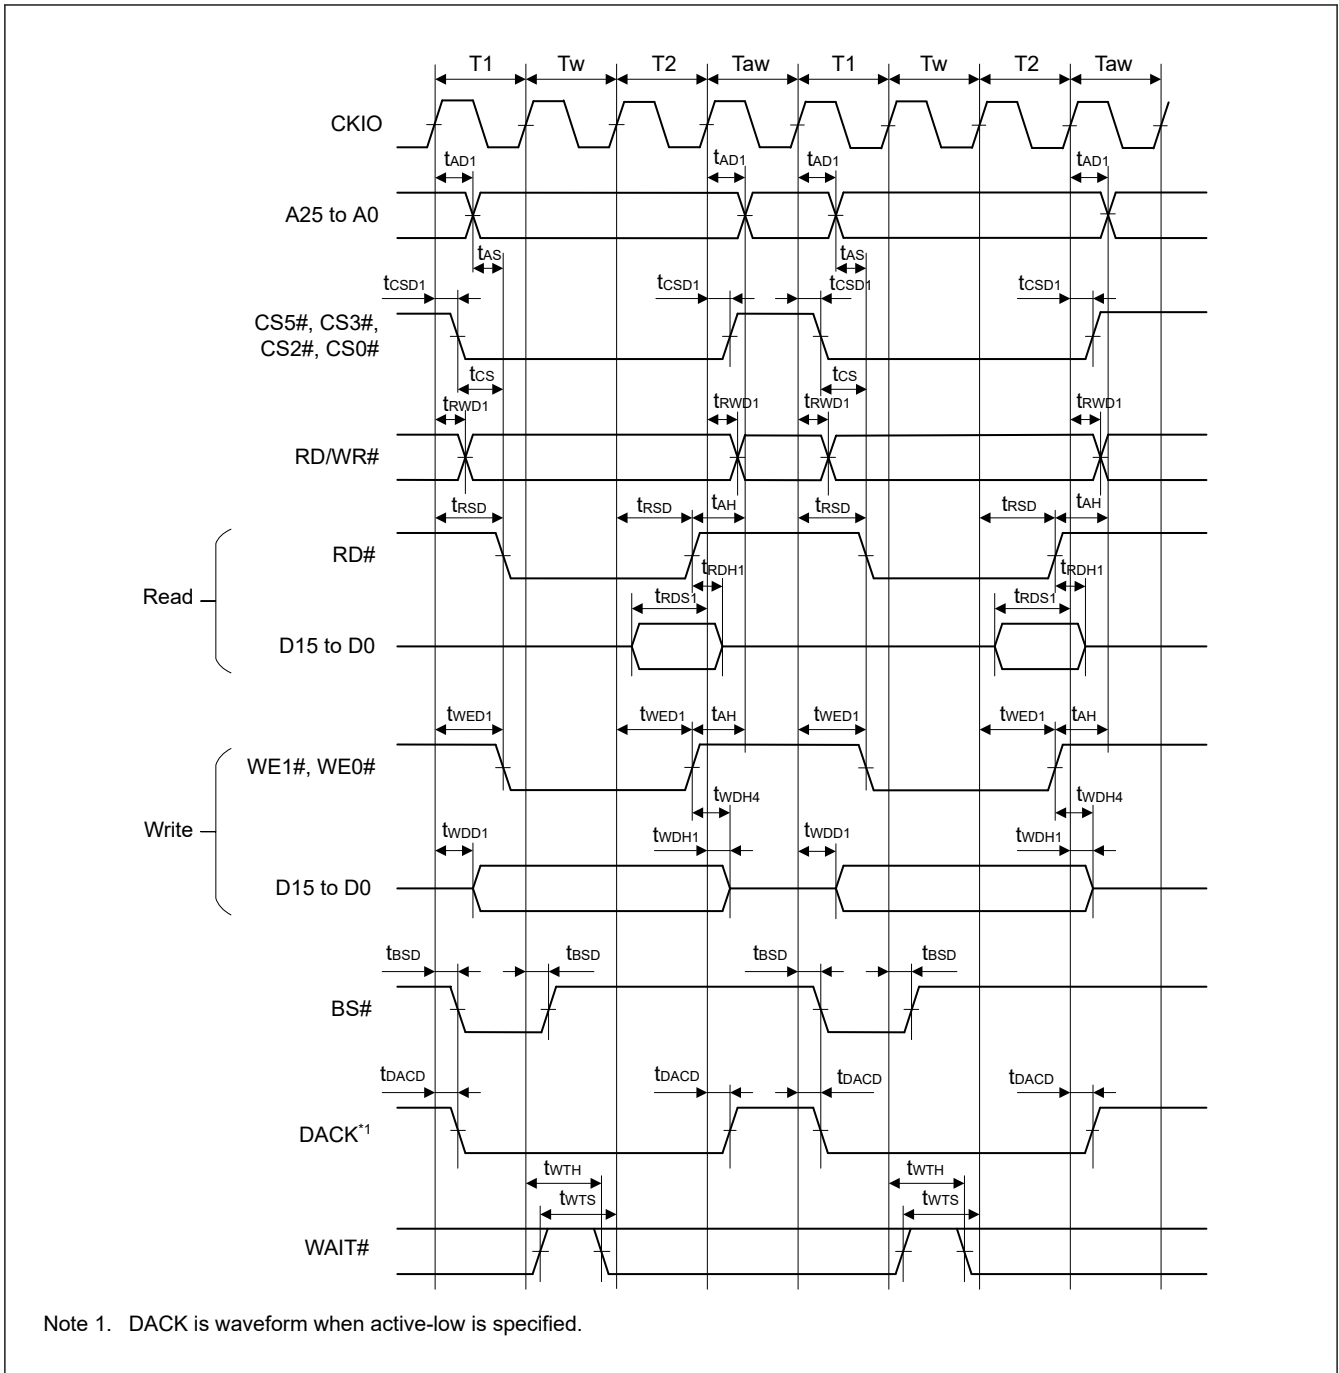 T1 Tw T2 Taw T1 Tw T2 Taw
CKIO
tAD1 tAD1 tAD1 tAD1
A25 to A0
tAS tAS
tCSD1 tCSD1 tCSD1 tCSD1
CS5#, CS3#,
CS2#, CS0#
tCS tCS
tRWD1 tRWD1 tRWD1 tRWD1
RD/WR#
tRSD tRSD tAH tRSD tRSD tAH
RD#
tRDH1 tRDH1
Read
tRDS1 tRDS1
D15 to D0
tWED1 tWED1 tAH tWED1 tWED1 tAH
WE1#, WE0#
tWDH4 tWDH4
Write
tWDD1 tWDH1 tWDD1 tWDH1
D15 to D0
tBSD tBSD tBSD tBSD
BS#
tDACD tDACD tDACD tDACD
DACK*1
tWTH tWTH
tWTS tWTS
WAIT#
Note 1. DACK is waveform when active-low is specified.